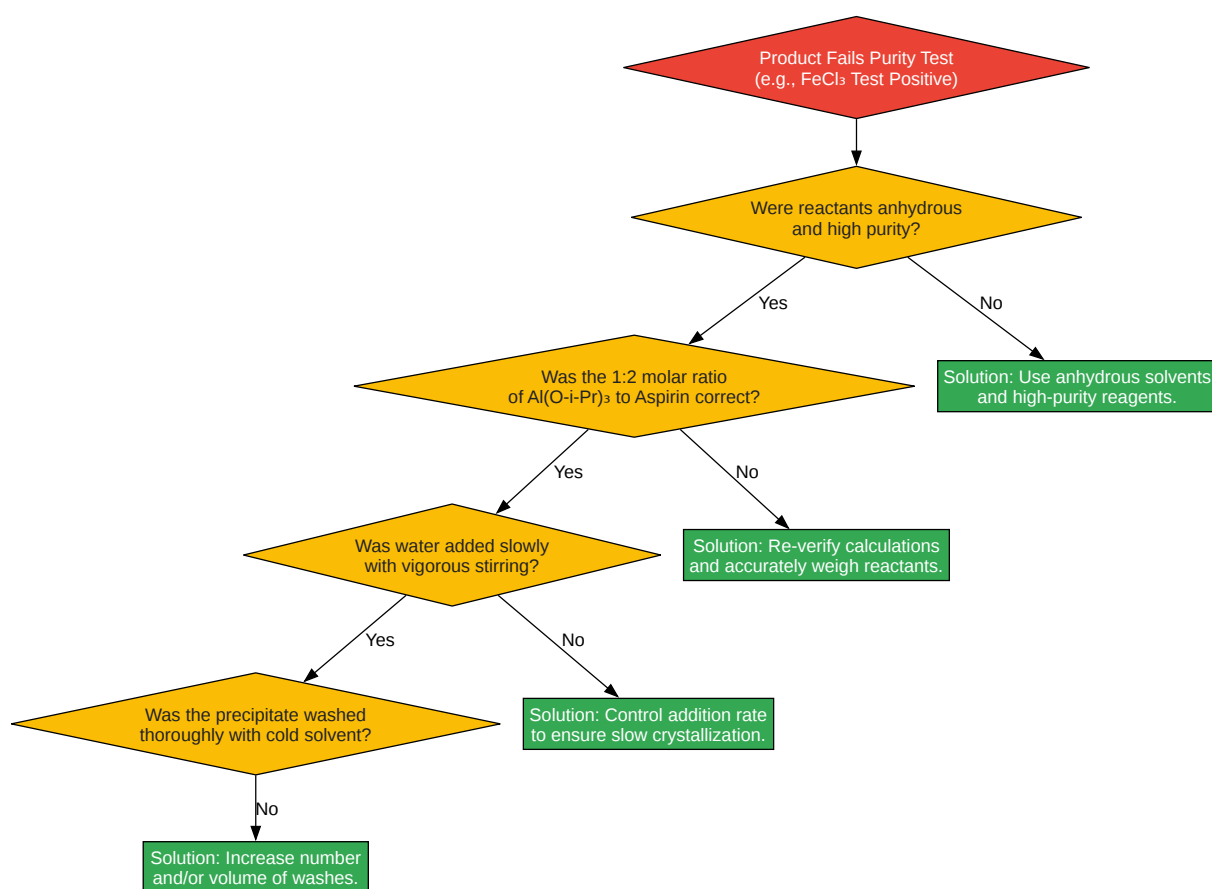 Product Fails Purity Test
(e.g., FeCl₃ Test Positive)
Were reactants anhydrous
and high purity?
Yes
No
Was the 1:2 molar ratio
of Al(O-i-Pr)₃ to Aspirin correct?
Solution: Use anhydrous solvents
and high-purity reagents.
Yes
No
Was water added slowly
with vigorous stirring?
Solution: Re-verify calculations
and accurately weigh reactants.
Yes
No
Was the precipitate washed
thoroughly with cold solvent?
Solution: Control addition rate
to ensure slow crystallization.
No
Solution: Increase number
and/or volume of washes.